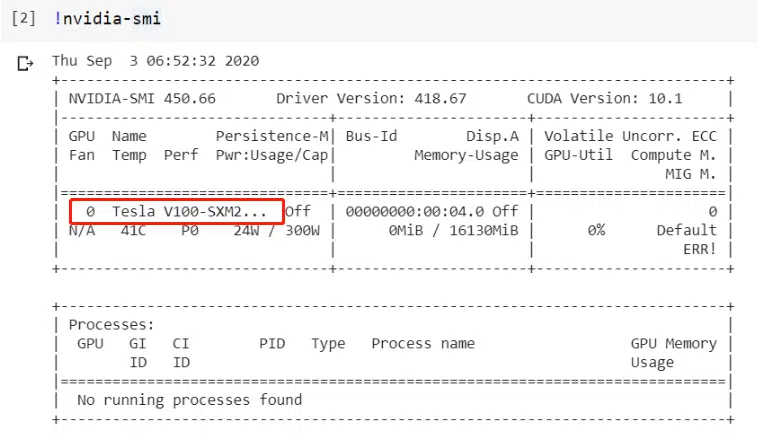 [2] !nvidia-smi
Thu Sep  3 06:52:32 2020
+-----------------------------------------------------------------------------+
| NVIDIA-SMI 450.66       Driver Version: 418.67       CUDA Version: 10.1     |
|-------------------------------+----------------------+----------------------+
| GPU  Name        Persistence-M| Bus-Id        Disp.A | Volatile Uncorr. ECC |
| Fan  Temp  Perf  Pwr:Usage/Cap|         Memory-Usage | GPU-Util  Compute M. |
|                               |                      |               MIG M. |
|===============================+======================+======================|
|   0  Tesla V100-SXM2...  Off  | 00000000:00:04.0 Off |                    0 |
| N/A   41C    P0    24W / 300W |      0MiB / 16130MiB |      0%      Default |
|                               |                      |                 ERR! |
+-------------------------------+----------------------+----------------------+
+-----------------------------------------------------------------------------+
| Processes:                                                                  |
|  GPU   GI   CI        PID   Type   Process name                  GPU Memory |
|        ID   ID                                                   Usage      |
|=============================================================================|
|  No running processes found                                                 |
+-----------------------------------------------------------------------------+